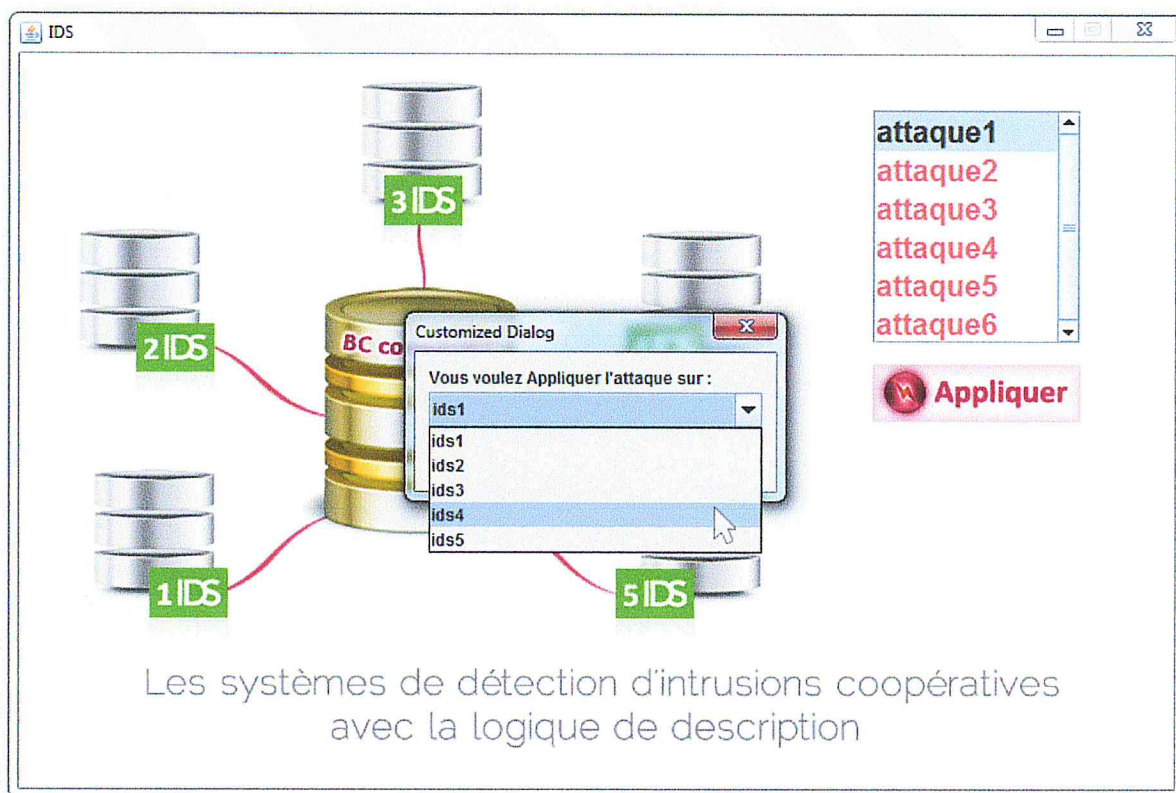 IDS
attaque1
attaque2
attaque3
attaque4
attaque5
attaque6
Appliquer
3 IDS
2 IDS
BC co
Customized Dialog
Vous voulez Appliquer l'attaque sur :
ids1
ids1
ids2
ids3
ids4
ids5
1 IDS
5 IDS
Les systèmes de détection d'intrusions coopératives
avec la logique de description